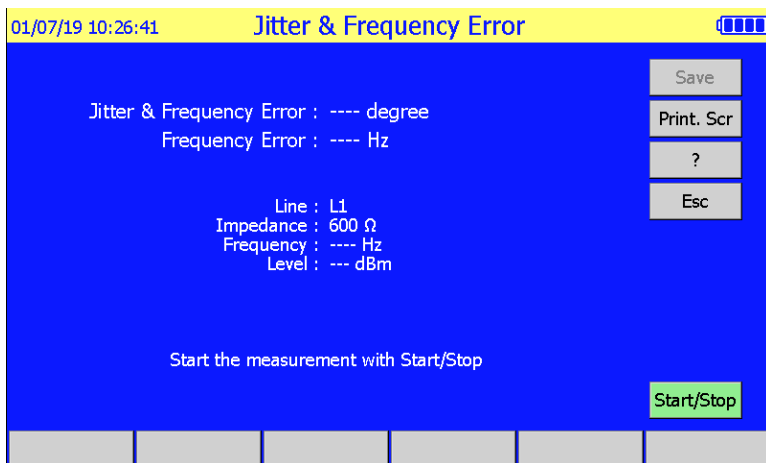 01/07/19 10:26:41 Jitter & Frequency Error
Save
Jitter & Frequency Error : ---- degree
Print. Scr
Frequency Error : ---- Hz
?
Esc
Line : L1
Impedance : 600 Ω
Frequency : ---- Hz
Level : --- dBm
Start the measurement with Start/Stop
Start/Stop